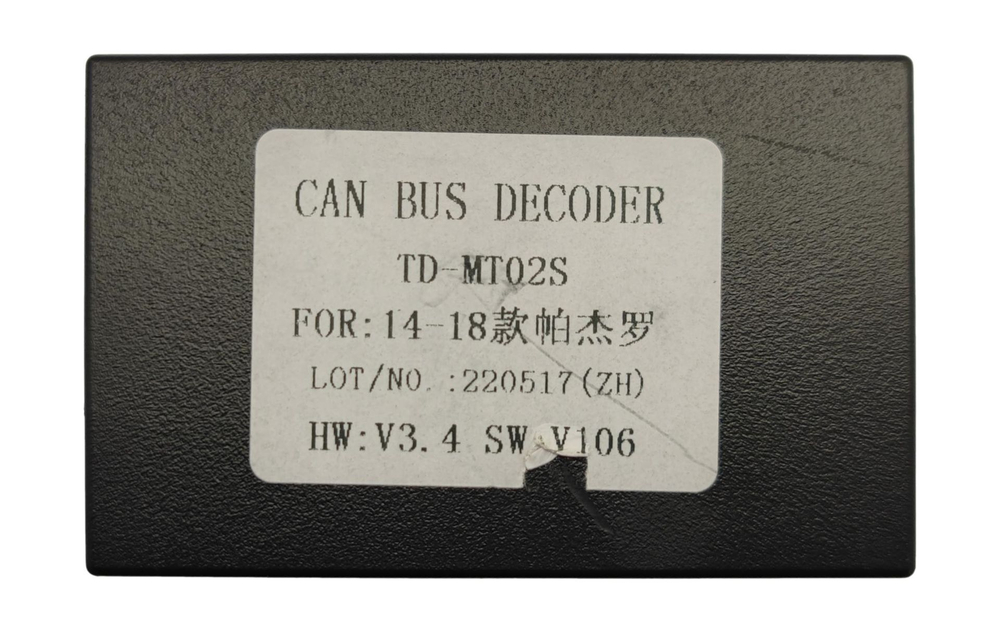 CAN BUS DECODER
TD-MT02S
FOR:14-18款帕杰罗
LOT/NO.:220517(ZH)
HW:V3.4 SW:V106